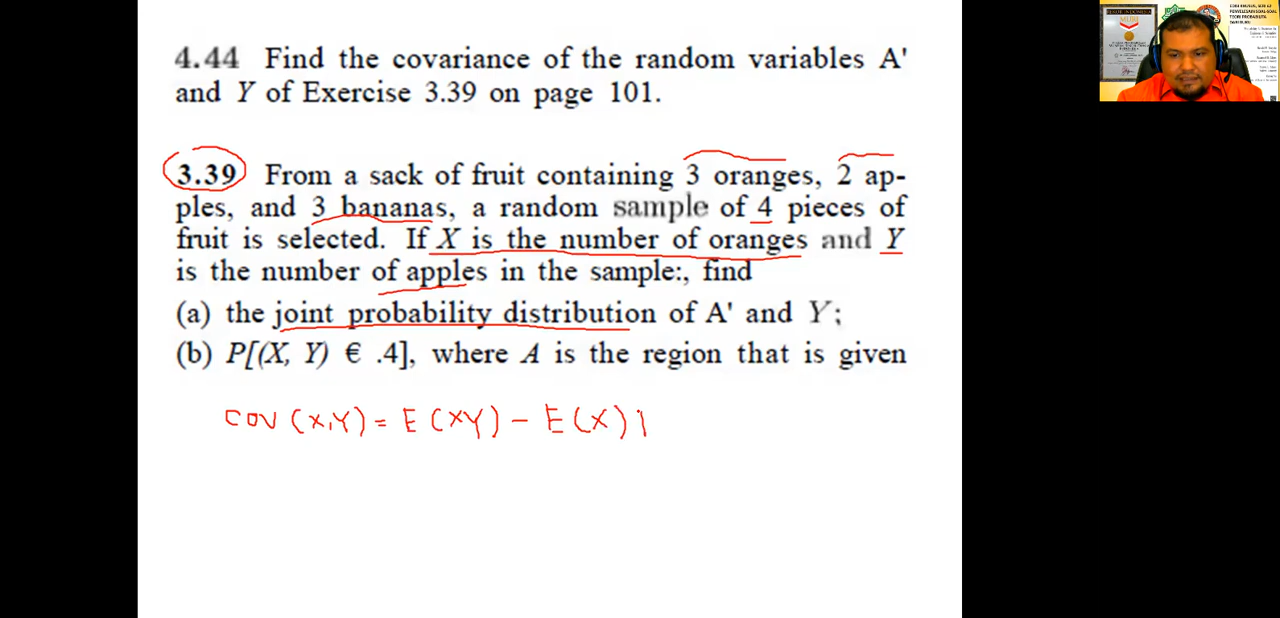 4.44 Find the covariance of the random variables A'
and Y of Exercise 3.39 on page 101.
3.39 From a sack of fruit containing 3 oranges, 2 ap-
ples, and 3 bananas, a random sample of 4 pieces of
fruit is selected. If X is the number of oranges and Y
is the number of apples in the sample:, find
(a) the joint probability distribution of A' and Y;
(b) P[(X, Y) € .4], where A is the region that is given
COV (X,Y) = E (XY) - E (X)
MURI